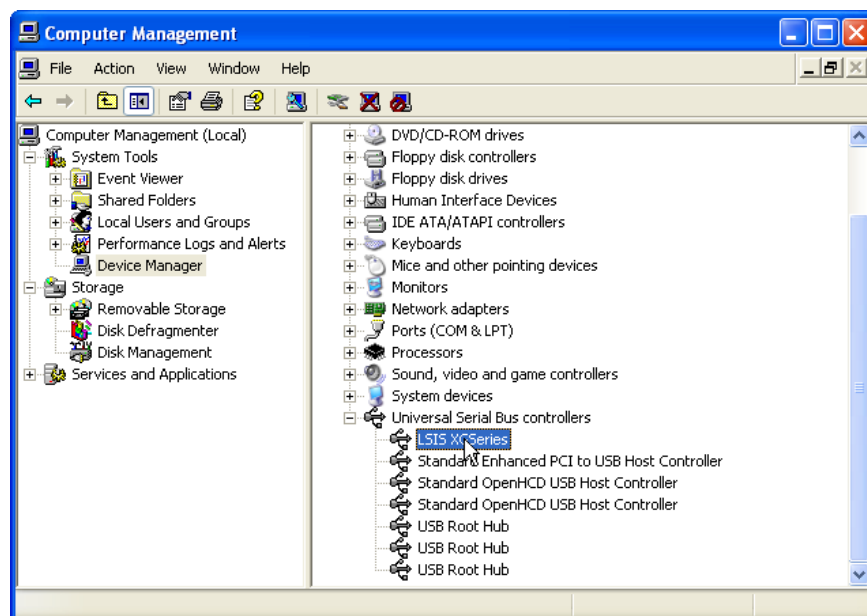 Computer Management
File Action View Window Help
Computer Management (Local)
System Tools
Event Viewer
Shared Folders
Local Users and Groups
Performance Logs and Alerts
Device Manager
Storage
Removable Storage
Disk Defragmenter
Disk Management
Services and Applications
DVD/CD-ROM drives
Floppy disk controllers
Floppy disk drives
Human Interface Devices
IDE ATA/ATAPI controllers
Keyboards
Mice and other pointing devices
Monitors
Network adapters
Ports (COM & LPT)
Processors
Sound, video and game controllers
System devices
Universal Serial Bus controllers
LSIS XGSeries
Standard Enhanced PCI to USB Host Controller
Standard OpenHCD USB Host Controller
Standard OpenHCD USB Host Controller
USB Root Hub
USB Root Hub
USB Root Hub